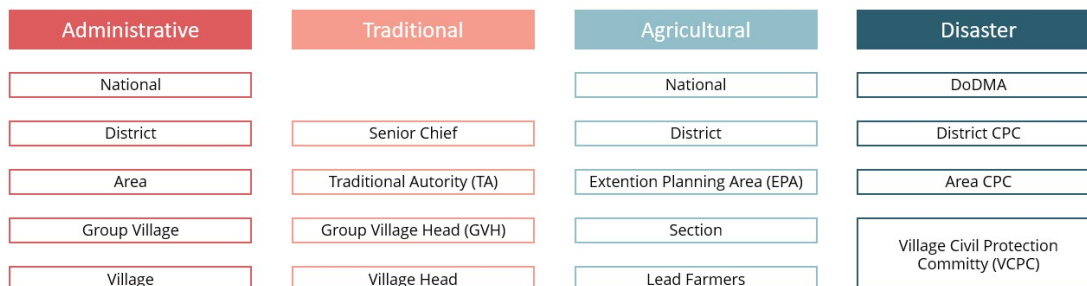 Administrative Traditional Agricultural Disaster
National National DoDMA
District Senior Chief District District CPC
Area Traditional Autority (TA) Extention Planning Area (EPA) Area CPC
Group Village Group Village Head (GVH) Section Village Civil Protection
Committy (VCPC)
Village Village Head Lead Farmers